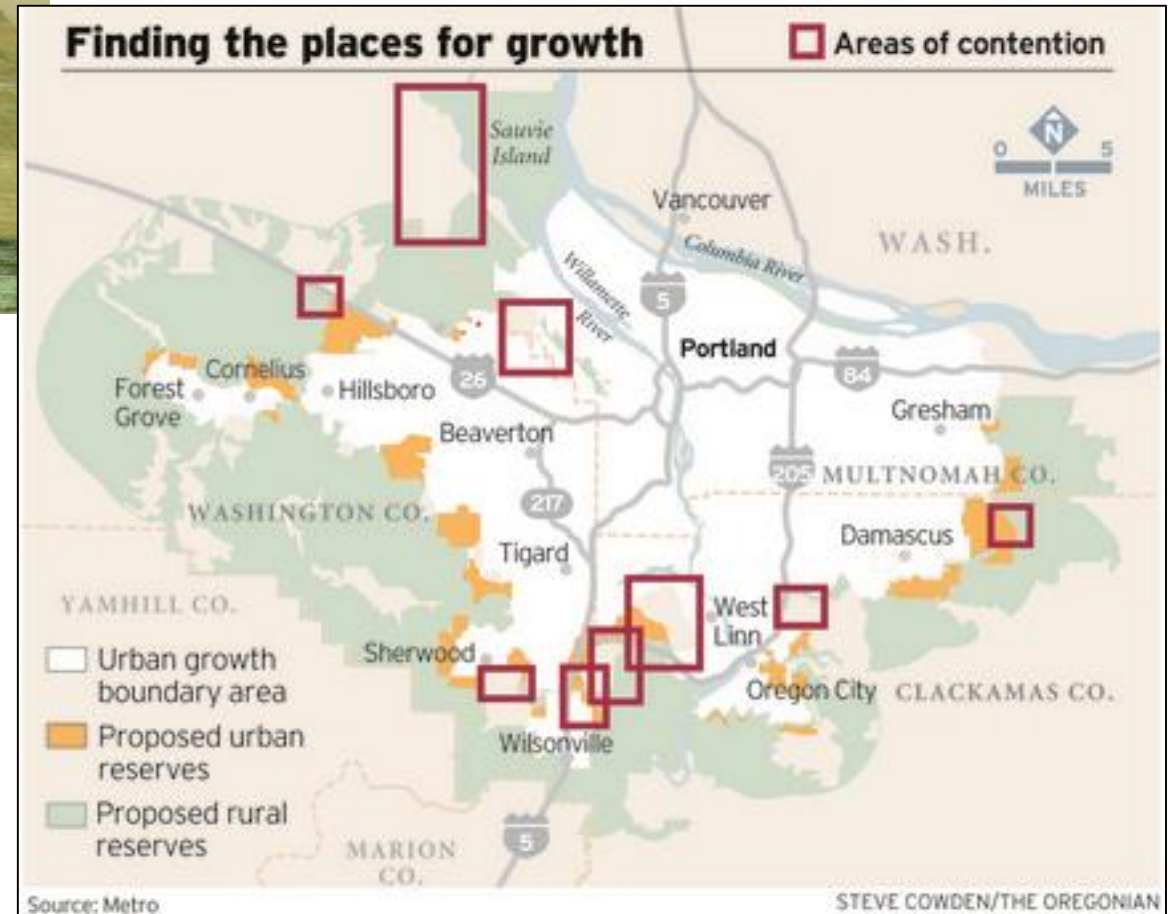 Finding the places for growth
Areas of contention
Sauvie
Island
N
0 5
MILES
Vancouver
WASH.
Columbia River
Willamette
River
5
Portland
26
84
Forest
Grove
Cornelius
Hillsboro
Beaverton
Gresham
205
MULTNOMAH CO.
WASHINGTON CO.
217
Tigard
Damascus
YAMHILL CO.
West
Linn
Sherwood
Oregon City
CLACKAMAS CO.
Wilsonville
Urban growth
boundary area
Proposed urban
reserves
Proposed rural
reserves
5
MARION
CO.
Source: Metro
STEVE COWDEN/THE OREGONIAN